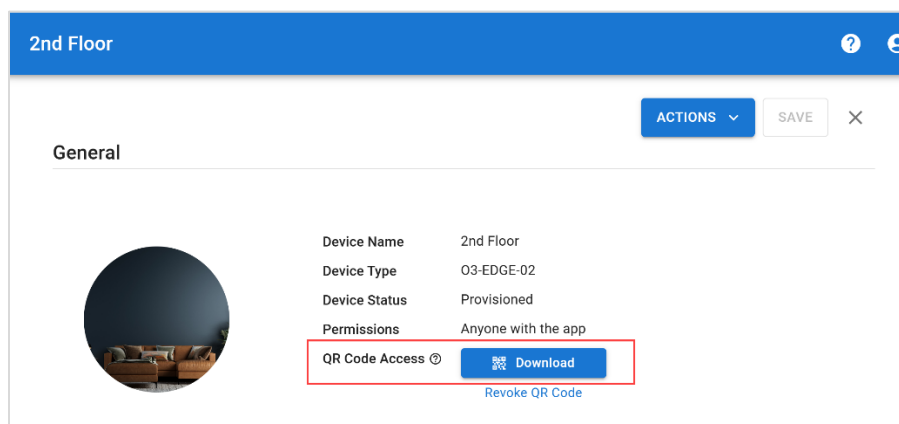 2nd Floor
ACTIONS
SAVE
General
Device Name 2nd Floor
Device Type O3-EDGE-02
Device Status Provisioned
Permissions Anyone with the app
QR Code Access Download
Revoke QR Code